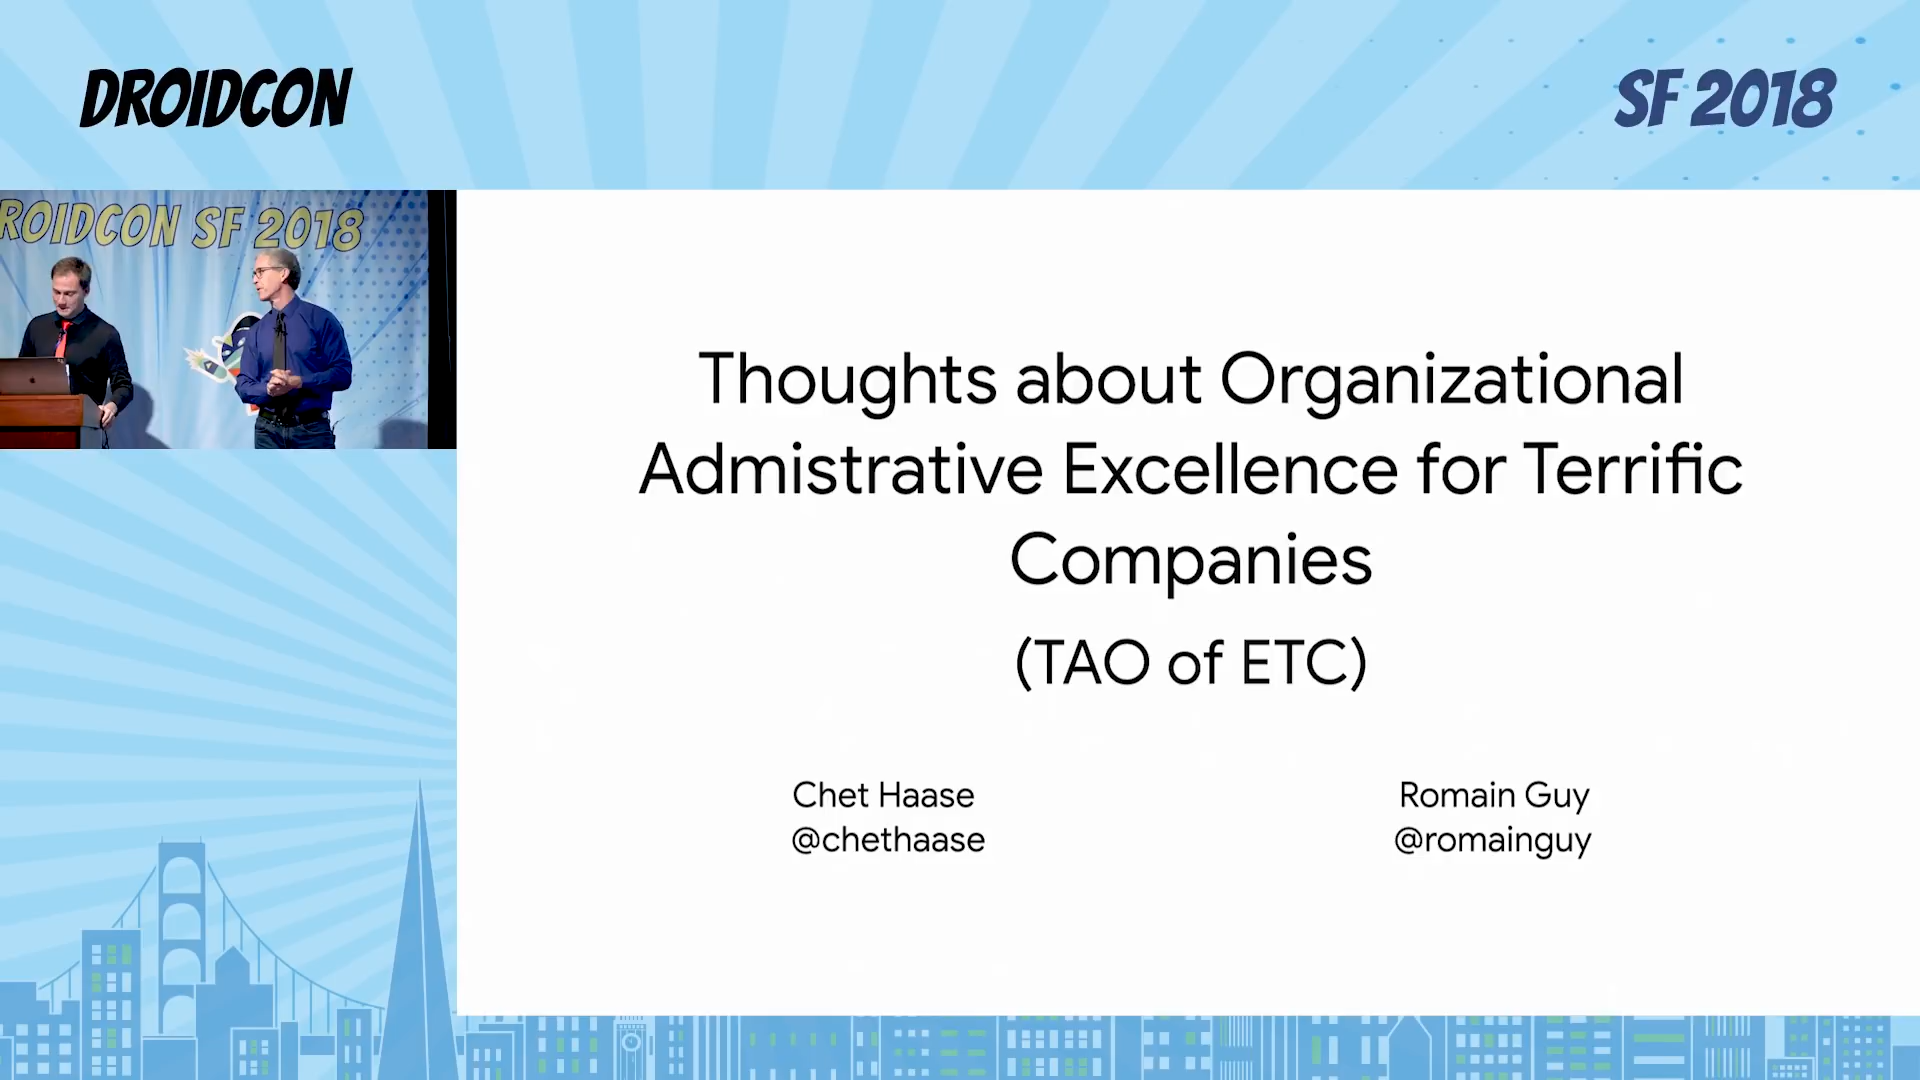 DROIDCON
SF 2018
ROIDCON SF 2018
Thoughts about Organizational
Admistrative Excellence for Terrific
Companies
(TAO of ETC)
Chet Haase
@chethaase
Romain Guy
@romainguy